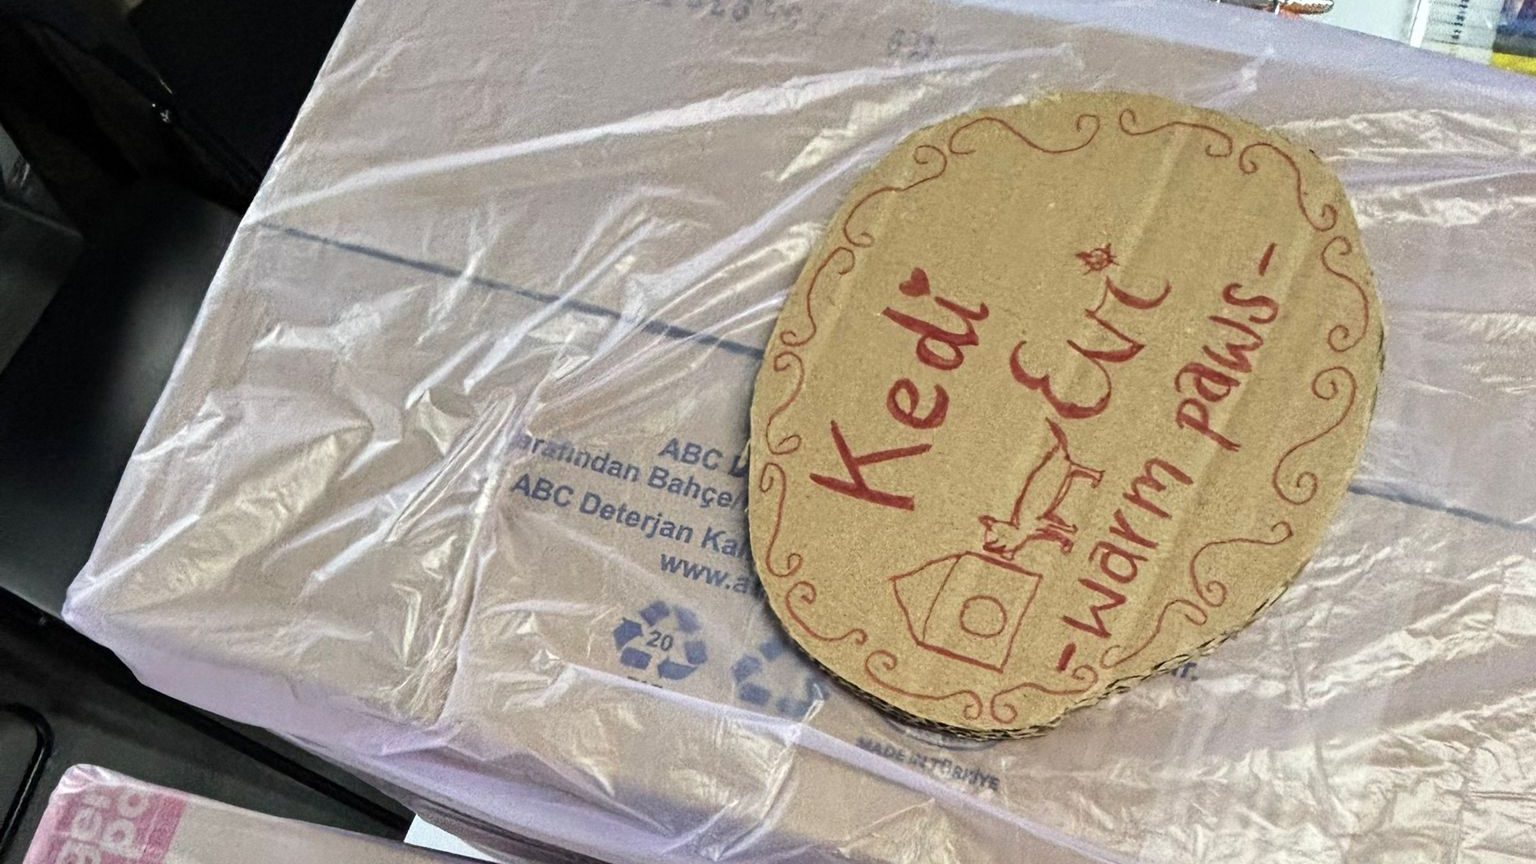 Kedi
Evi
-warm paws-
ABC
tarafından Bahçe
ABC Deterjan
www.a
20
MADE IN TÜRKİYE